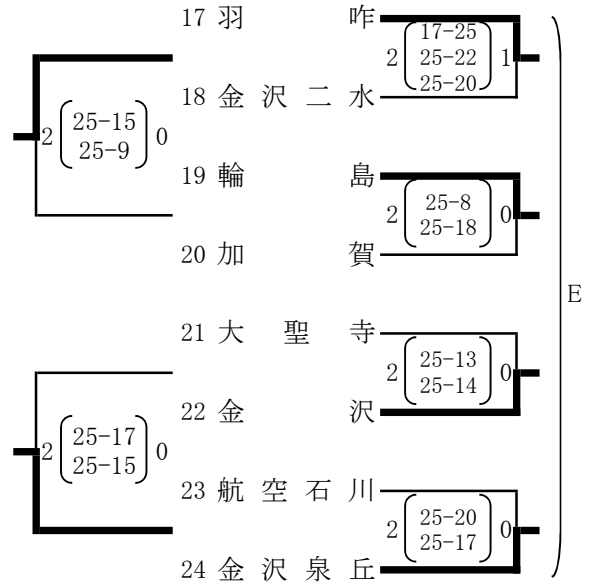 17 羽咋
2 17-25 1
25-22
25-20
18 金沢二水
2 25-15 0
25-9
19 輪島
2 25-8 0
25-18
20 加賀
E
21 大聖寺
2 25-13 0
25-14
22 金沢
2 25-17 0
25-15
23 航空石川
2 25-20 0
25-17
24 金沢泉丘